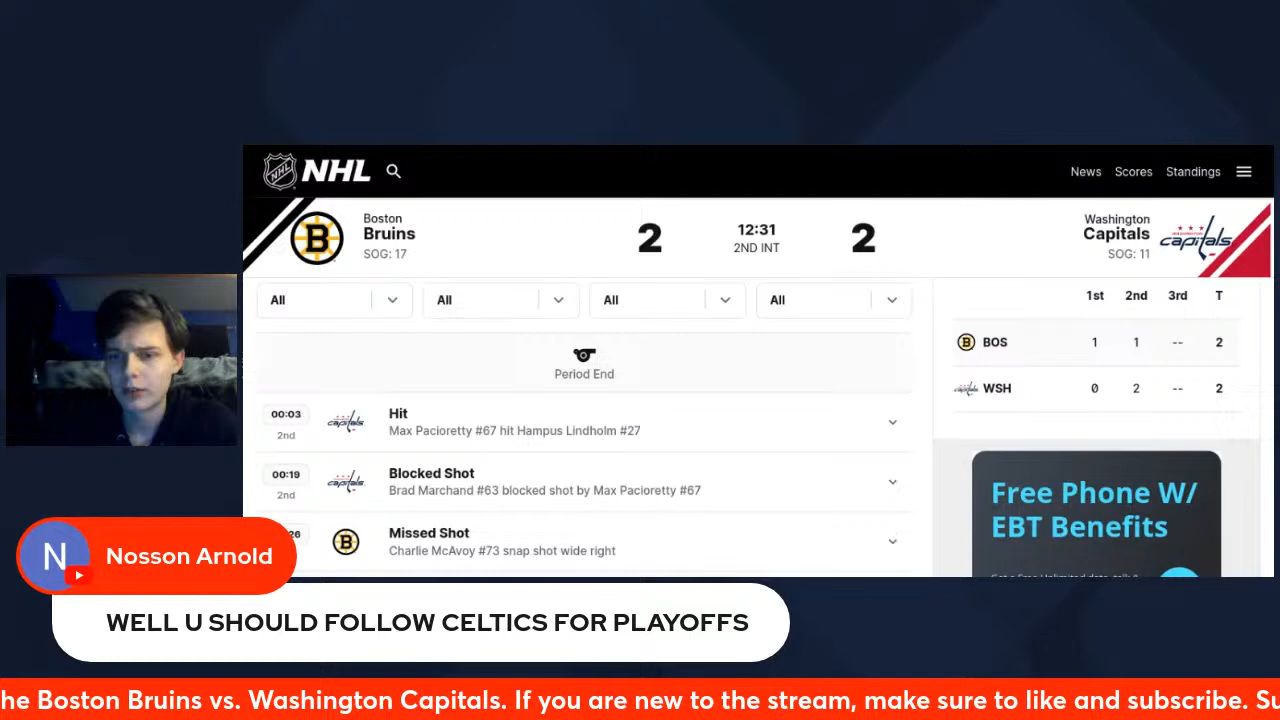 NHL
News Scores Standings
Boston
Bruins
SOG: 17
2
12:31
2ND INT
2
Washington
Capitals
SOG: 11
capitals
All All All All
1st 2nd 3rd T
B BOS 1 1 -- 2
WSH 0 2 -- 2
Period End
00:03
2nd
Hit
Max Pacioretty #67 hit Hampus Lindholm #27
00:19
2nd
Blocked Shot
Brad Marchand #63 blocked shot by Max Pacioretty #67
Missed Shot
Charlie McAvoy #73 snap shot wide right
Free Phone W/
EBT Benefits
N Nosson Arnold
WELL U SHOULD FOLLOW CELTICS FOR PLAYOFFS
he Boston Bruins vs. Washington Capitals. If you are new to the stream, make sure to like and subscribe. Su